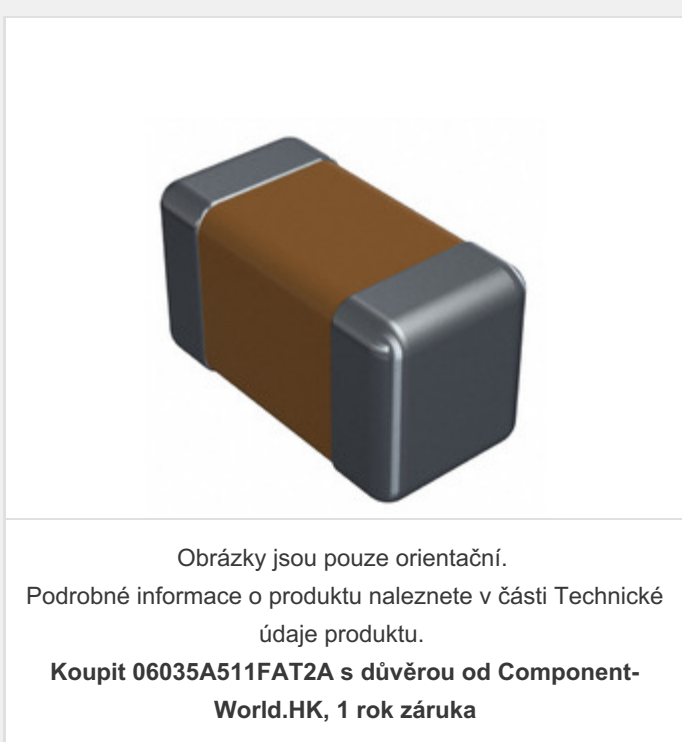 Obrázky jsou pouze orientační.
Podrobné informace o produktu naleznete v části Technické
údaje produktu.
Koupit 06035A511FAT2A s důvěrou od Component-
World.HK, 1 rok záruka